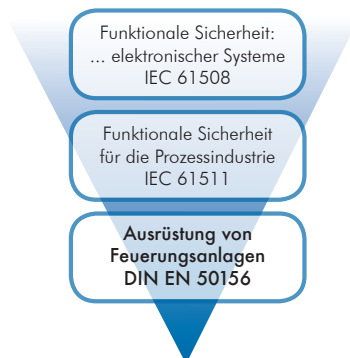 Funktionale Sicherheit:
... elektronischer Systeme
IEC 61508
Funktionale Sicherheit
für die Prozessindustrie
IEC 61511
Ausrüstung von
Feuerungsanlagen
DIN EN 50156